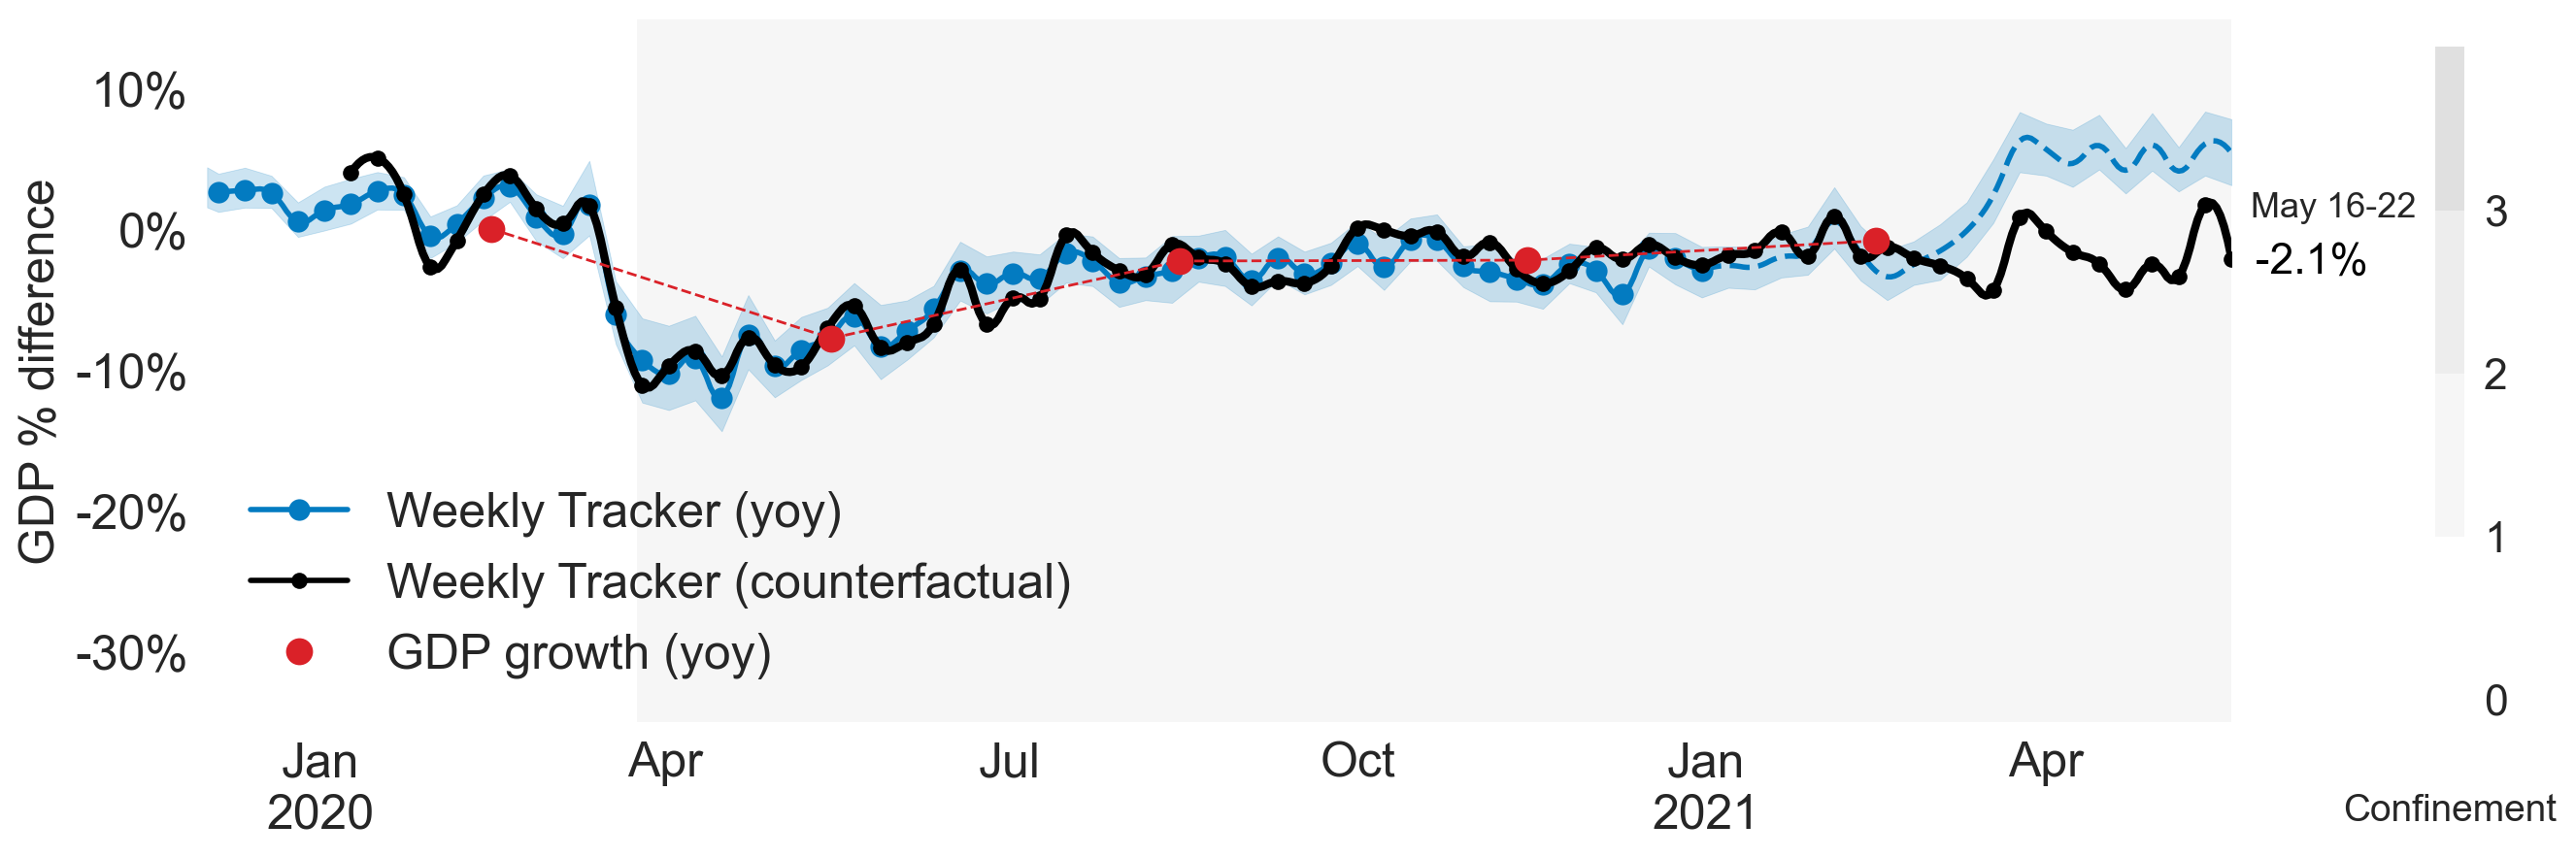 GDP % difference
10%
0%
-10%
-20%
-30%
Weekly Tracker (yoy)
Weekly Tracker (counterfactual)
GDP growth (yoy)
Jan
2020
Apr
Jul
Oct
Jan
2021
Apr
May 16-22
-2.1%
3
2
1
0
Confinement